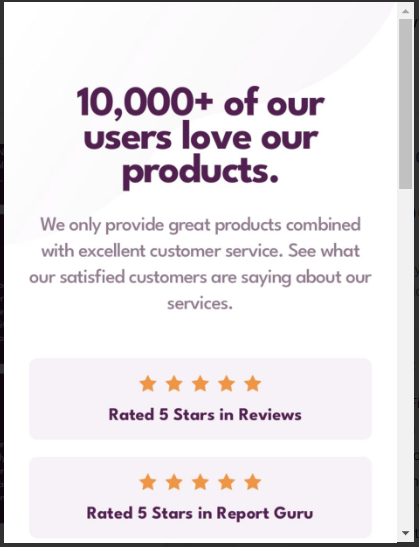 10,000+ of our
users love our
products.
We only provide great products combined
with excellent customer service. See what
our satisfied customers are saying about our
services.
Rated 5 Stars in Reviews
Rated 5 Stars in Report Guru